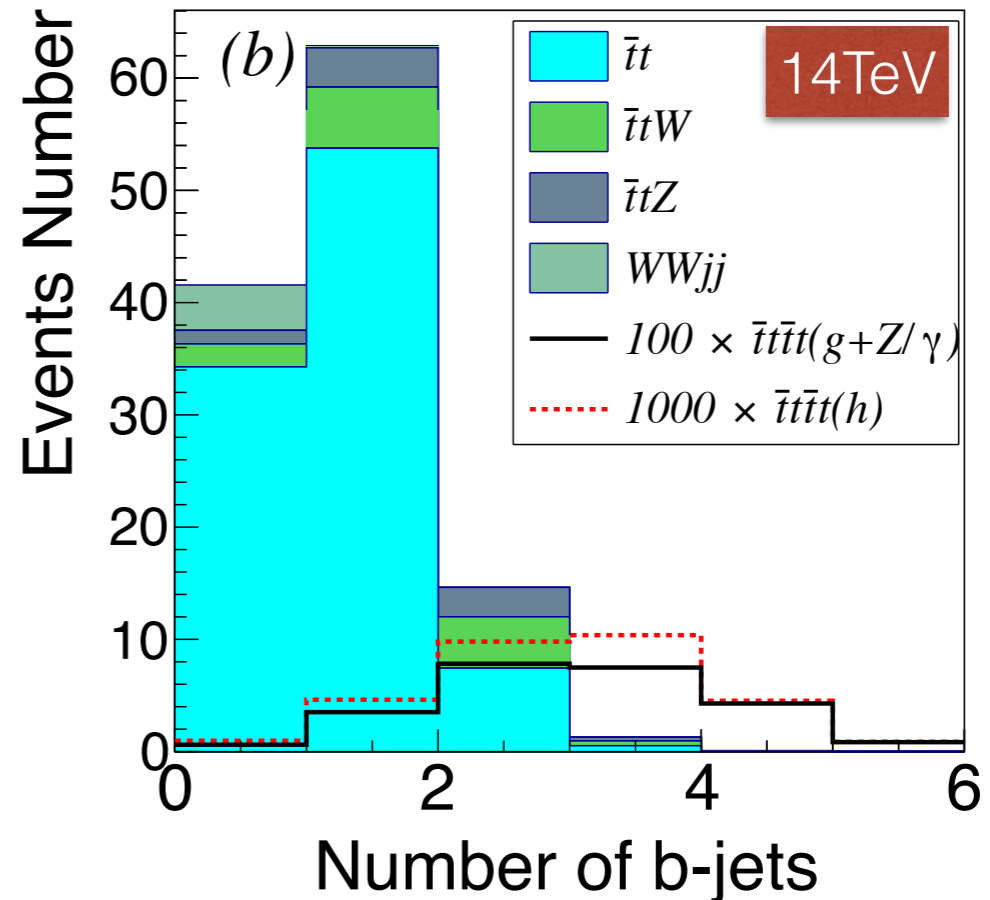 (b)
14TeV
t̄t
t̄tW
t̄tZ
WWjj
100 × t̄tt̄t(g+Z/γ)
1000 × t̄tt̄t(h)
Events Number
60
50
40
30
20
10
0
0 2 4 6
Number of b-jets